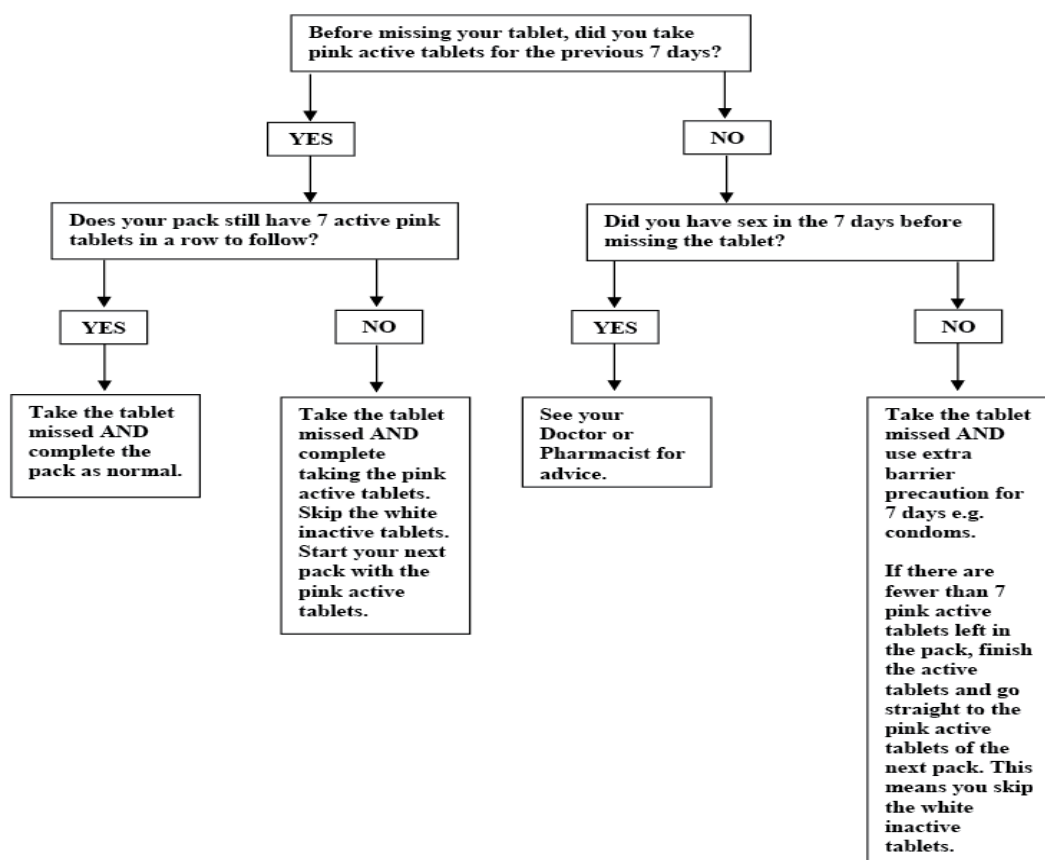 Before missing your tablet, did you take
pink active tablets for the previous 7 days?
YES
NO
Does your pack still have 7 active pink
tablets in a row to follow?
Did you have sex in the 7 days before
missing the tablet?
YES
NO
YES
NO
Take the tablet
missed AND
complete the
pack as normal.
Take the tablet
missed AND
complete
taking the pink
active tablets.
Skip the white
inactive tablets.
Start your next
pack with the
pink active
tablets.
See your
Doctor or
Pharmacist for
advice.
Take the tablet
missed AND
use extra
barrier
precaution for
7 days e.g.
condoms.
If there are
fewer than 7
pink active
tablets left in
the pack, finish
the active
tablets and go
straight to the
pink active
tablets of the
next pack. This
means you skip
the white
inactive
tablets.